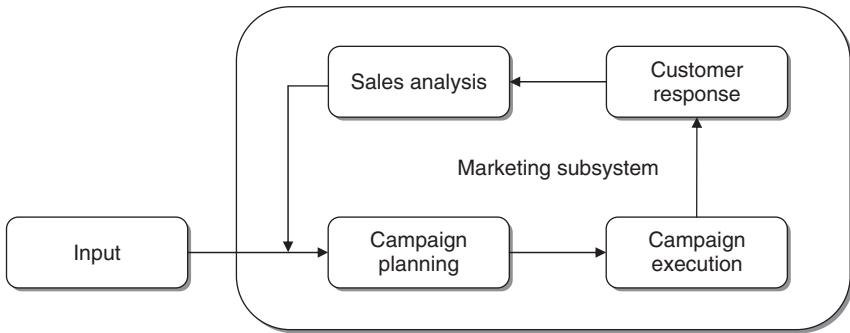 Sales analysis
Customer
response
Marketing subsystem
Input
Campaign
planning
Campaign
execution